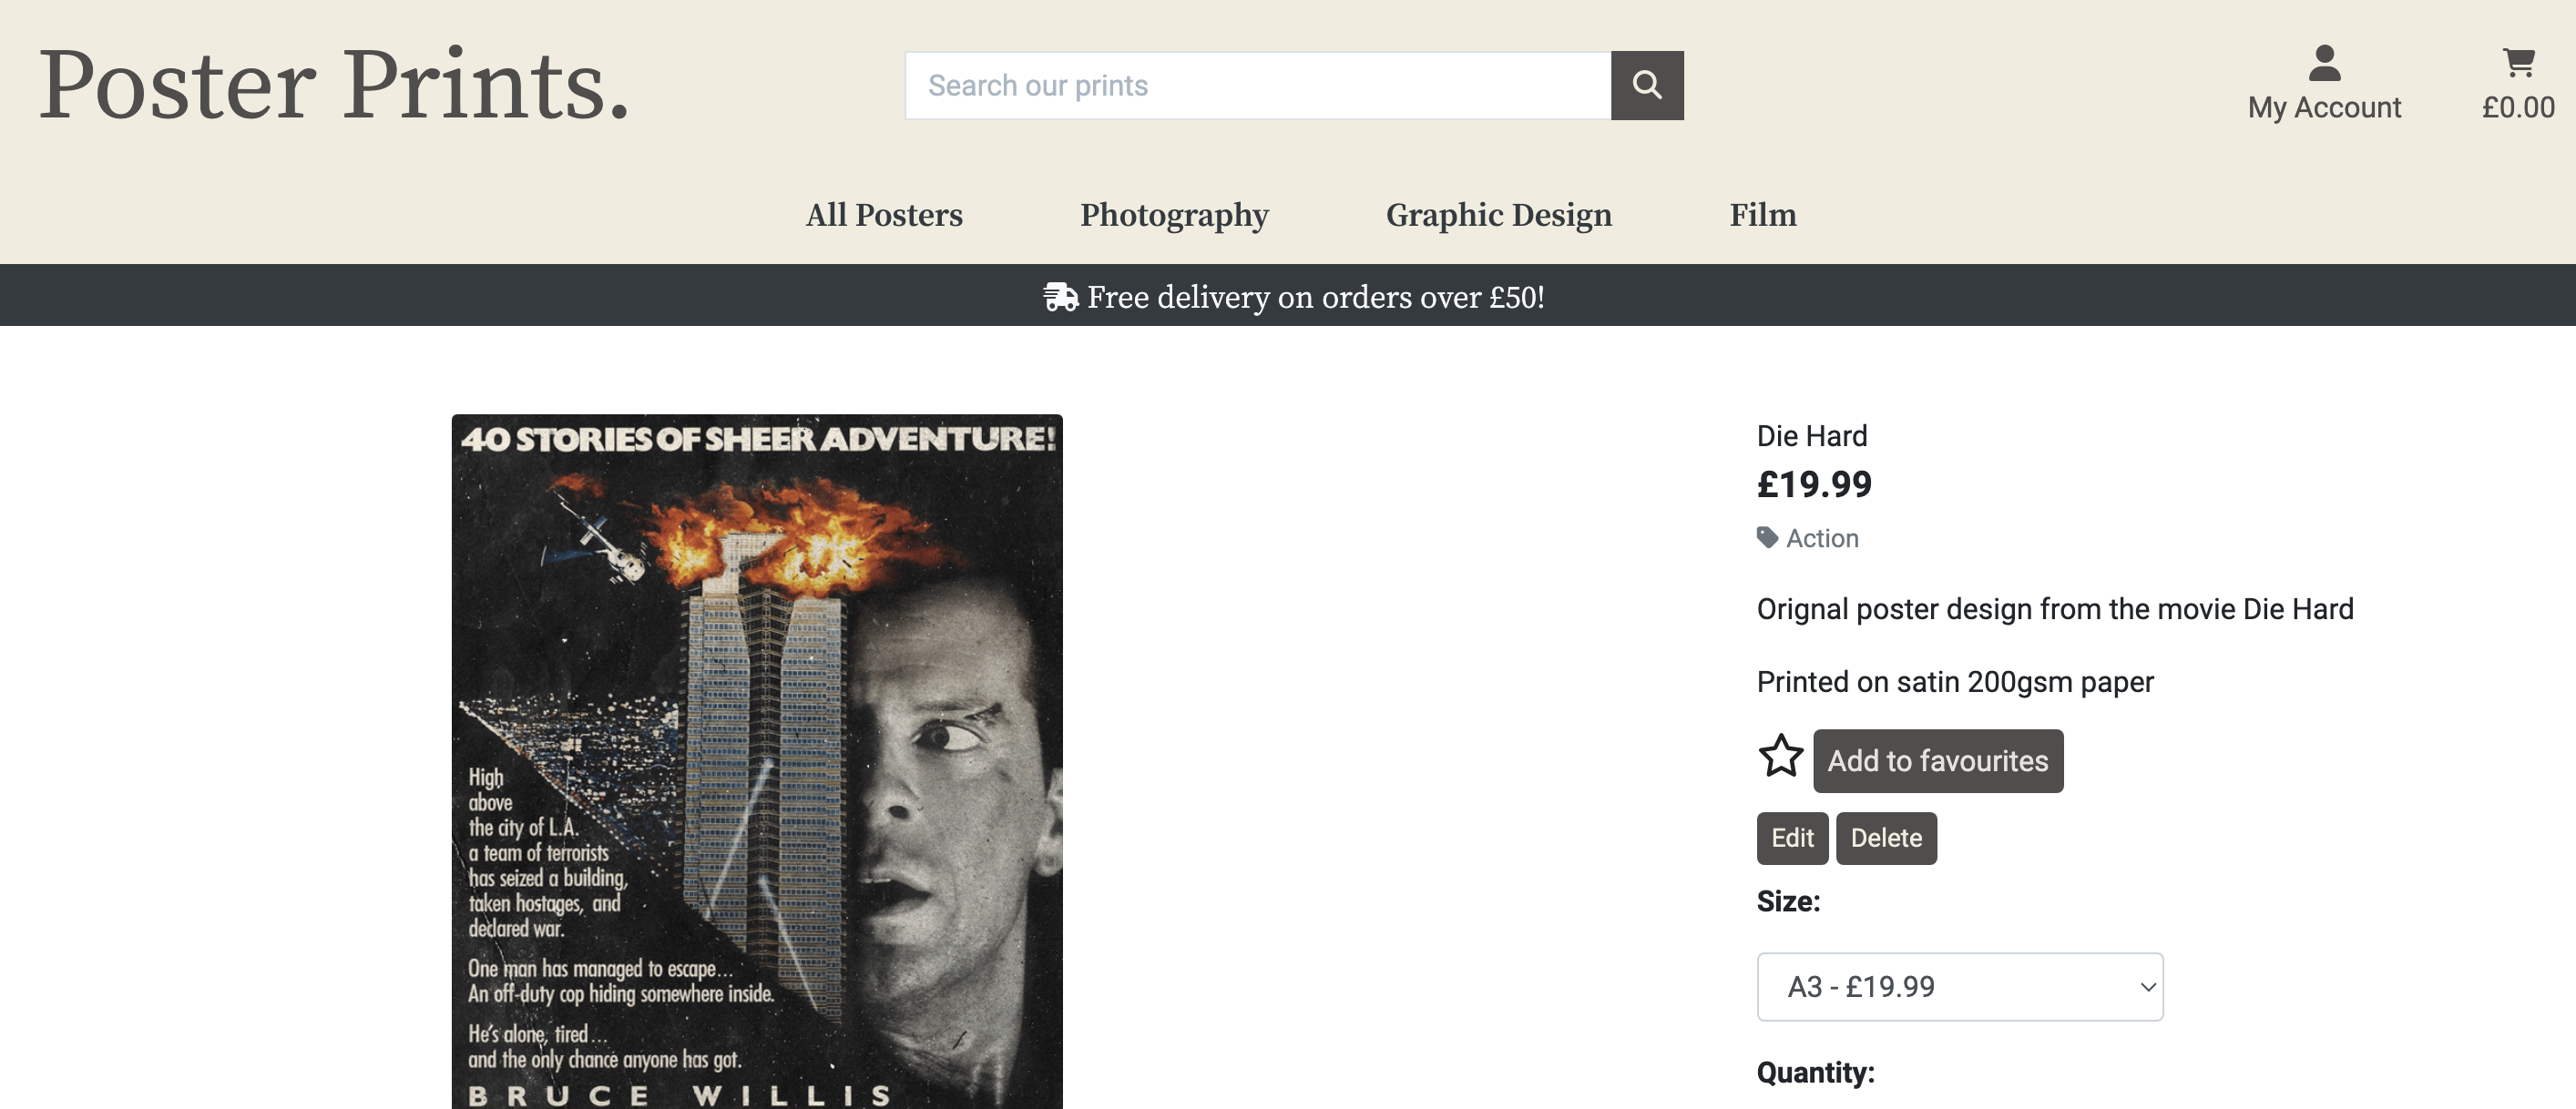 Poster Prints.
Search our prints
My Account
£0.00
All Posters
Photography
Graphic Design
Film
Free delivery on orders over £50!
40 STORIES OF SHEER ADVENTURE!
High
above
the city of L.A.
a team of terrorists
has seized a building,
taken hostages, and
declared war.
One man has managed to escape...
An off-duty cop hiding somewhere inside.
He's alone, tired...
and the only chance anyone has got.
BRUCE WILLIS
Die Hard
£19.99
Action
Orignal poster design from the movie Die Hard
Printed on satin 200gsm paper
Add to favourites
Edit
Delete
Size:
A3 - £19.99
Quantity: